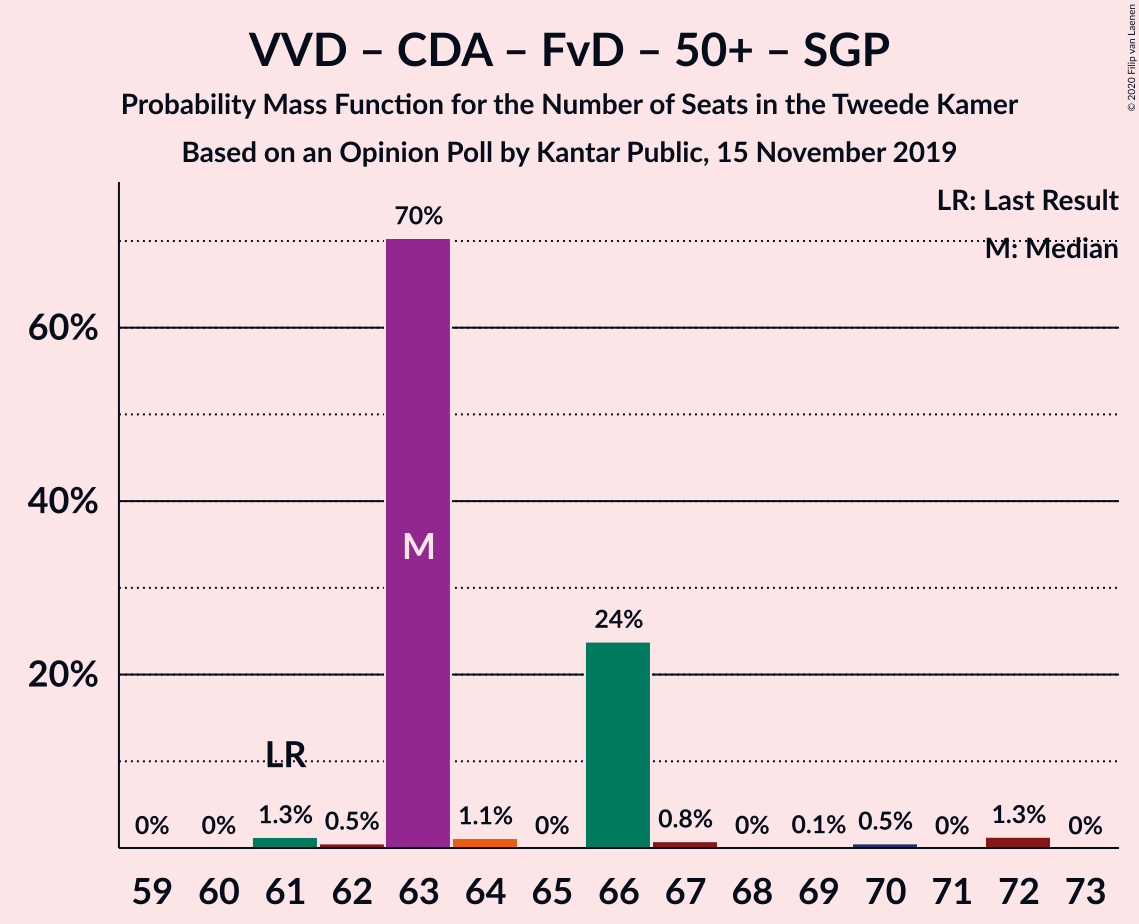 VVD – CDA – FvD – 50+ – SGP
Probability Mass Function for the Number of Seats in the Tweede Kamer
Based on an Opinion Poll by Kantar Public, 15 November 2019
© 2020 Filip van Laenen
LR: Last Result
M: Median
70%
60%
40%
M
24%
20%
LR
0% 0% 1.3% 0.5% 1.1% 0% 0.8% 0% 0.1% 0.5% 0% 1.3% 0%
59 60 61 62 63 64 65 66 67 68 69 70 71 72 73